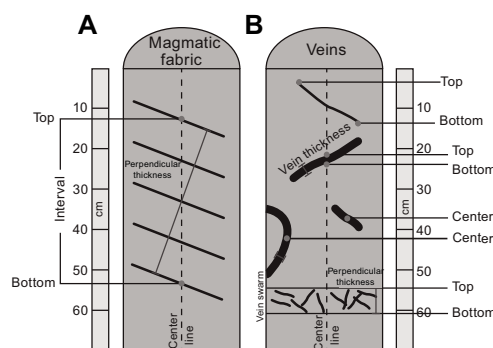 A
Magmatic
fabric
Top
Interval
Bottom
10
20
30
cm
40
50
60
Perpendicular
thickness
Center
line
B
Veins
Vein thickness
Vein swarm
Perpendicular
thickness
Center
line
10
20
30
cm
40
50
60
Top
Bottom
Top
Bottom
Center
Center
Top
Bottom